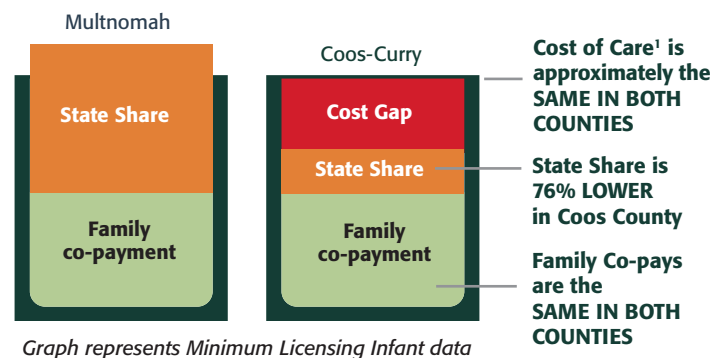 Multnomah
State Share
Family
co-payment
Coos-Curry
Cost Gap
State Share
Family
co-payment
Cost of Care¹ is
approximately the
SAME IN BOTH
COUNTIES
State Share is
76% LOWER
in Coos County
Family Co-pays
are the
SAME IN BOTH
COUNTIES
Graph represents Minimum Licensing Infant data